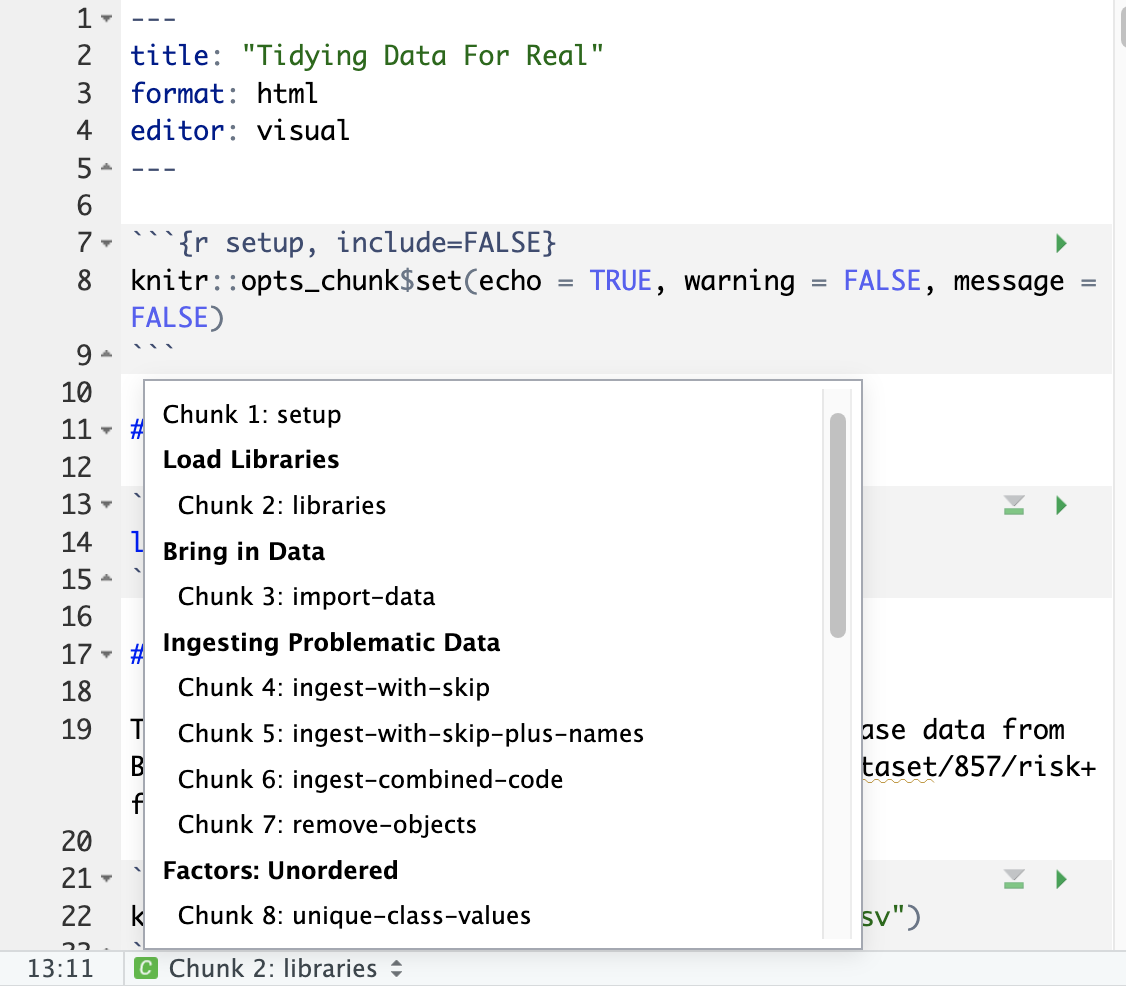 1 ---
2 title: "Tidying Data For Real"
3 format: html
4 editor: visual
5 ---
6
7 ```{r setup, include=FALSE}
8 knitr::opts_chunk$set(echo = TRUE, warning = FALSE, message =
FALSE)
9 ```
10
Chunk 1: setup
11 #
Load Libraries
12
13 `
Chunk 2: libraries
14 l
Bring in Data
15 `
Chunk 3: import-data
16
17 #
Ingesting Problematic Data
18
Chunk 4: ingest-with-skip
19 T ase data from
Chunk 5: ingest-with-skip-plus-names
B taset/857/risk+
Chunk 6: ingest-combined-code
f
Chunk 7: remove-objects
20
Factors: Unordered
21 `
22 k sv")
Chunk 8: unique-class-values
23 `
13:11 C Chunk 2: libraries